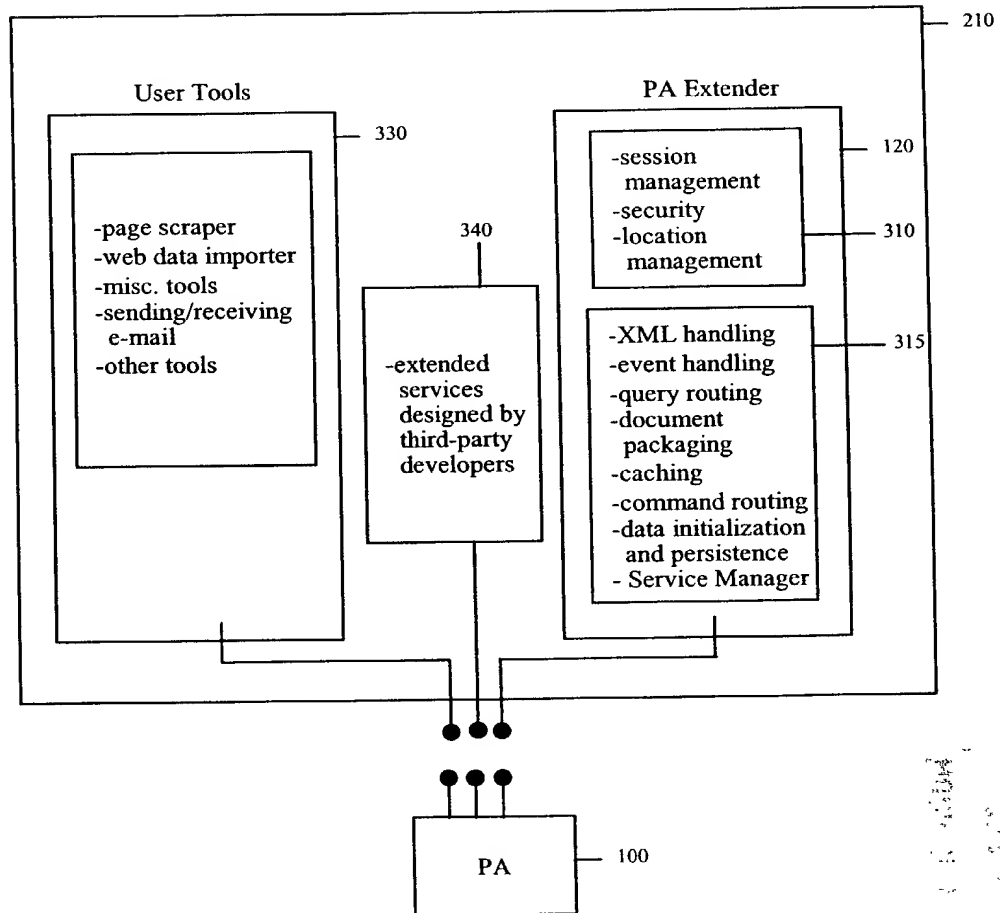 210
User Tools
330
-page scraper
-web data importer
-misc. tools
-sending/receiving
e-mail
-other tools
340
-extended
services
designed by
third-party
developers
PA Extender
120
-session
management
-security
-location
management
310
-XML handling
-event handling
-query routing
-document
packaging
-caching
-command routing
-data initialization
and persistence
- Service Manager
315
PA
100